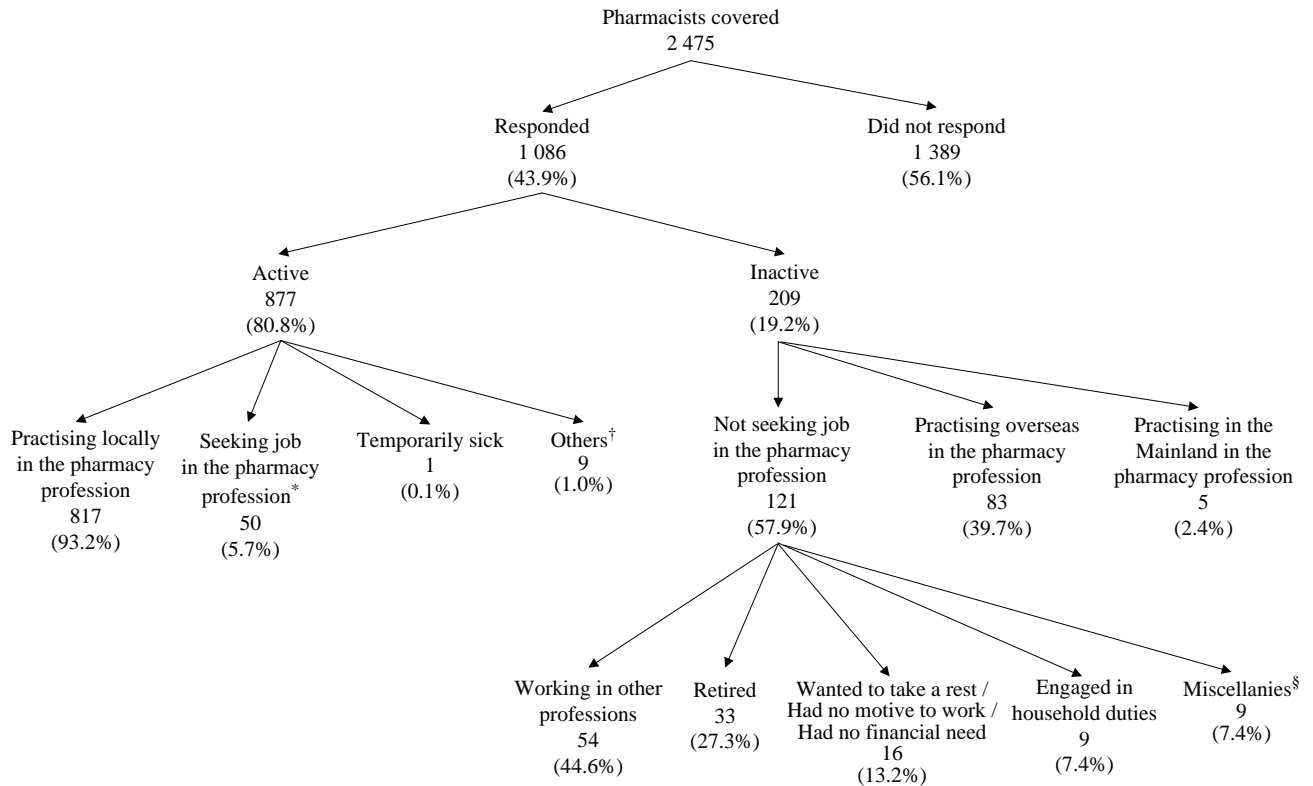 Pharmacists covered
2 475
Responded
1 086
(43.9%)
Did not respond
1 389
(56.1%)
Active
877
(80.8%)
Inactive
209
(19.2%)
Practising locally
in the pharmacy
profession
817
(93.2%)
Seeking job
in the pharmacy
profession*
50
(5.7%)
Temporarily sick
1
(0.1%)
Others†
9
(1.0%)
Not seeking job
in the pharmacy
profession
121
(57.9%)
Practising overseas
in the pharmacy
profession
83
(39.7%)
Practising in the
Mainland in the
pharmacy profession
5
(2.4%)
Working in other
professions
54
(44.6%)
Retired
33
(27.3%)
Wanted to take a rest /
Had no motive to work /
Had no financial need
16
(13.2%)
Engaged in
household duties
9
(7.4%)
Miscellanies§
9
(7.4%)